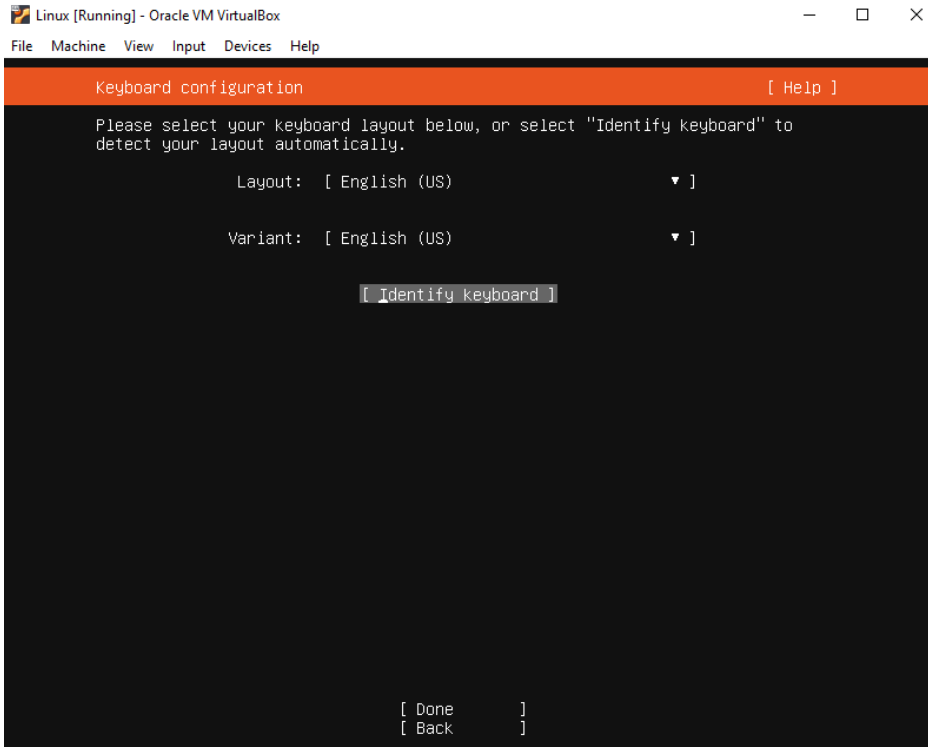 Linux [Running] - Oracle VM VirtualBox
File Machine View Input Devices Help
Keyboard configuration [ Help ]
Please select your keyboard layout below, or select "Identify keyboard" to
detect your layout automatically.
Layout: [ English (US) ▾ ]
Variant: [ English (US) ▾ ]
[ Identify keyboard ]
[ Done ]
[ Back ]